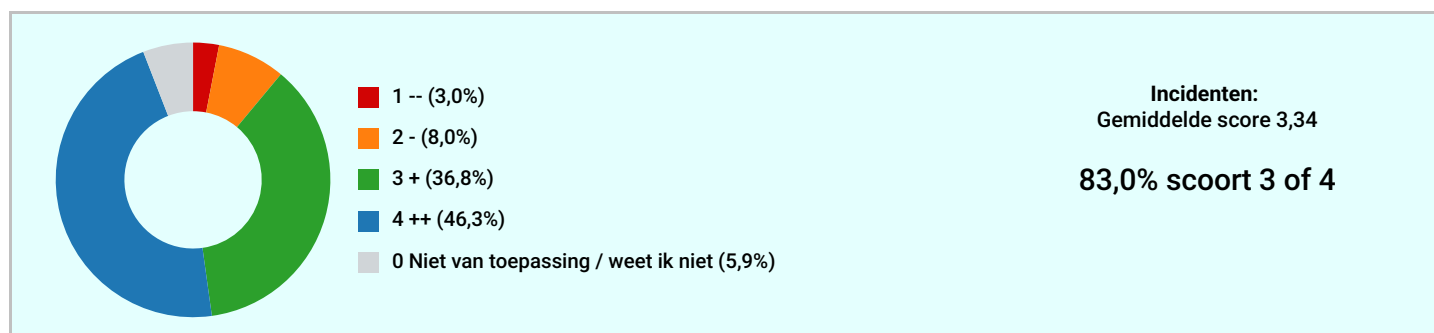 1 -- (3,0%)
2 - (8,0%)
3 + (36,8%)
4 ++ (46,3%)
0 Niet van toepassing / weet ik niet (5,9%)
Incidenten:
Gemiddelde score 3,34
83,0% scoort 3 of 4